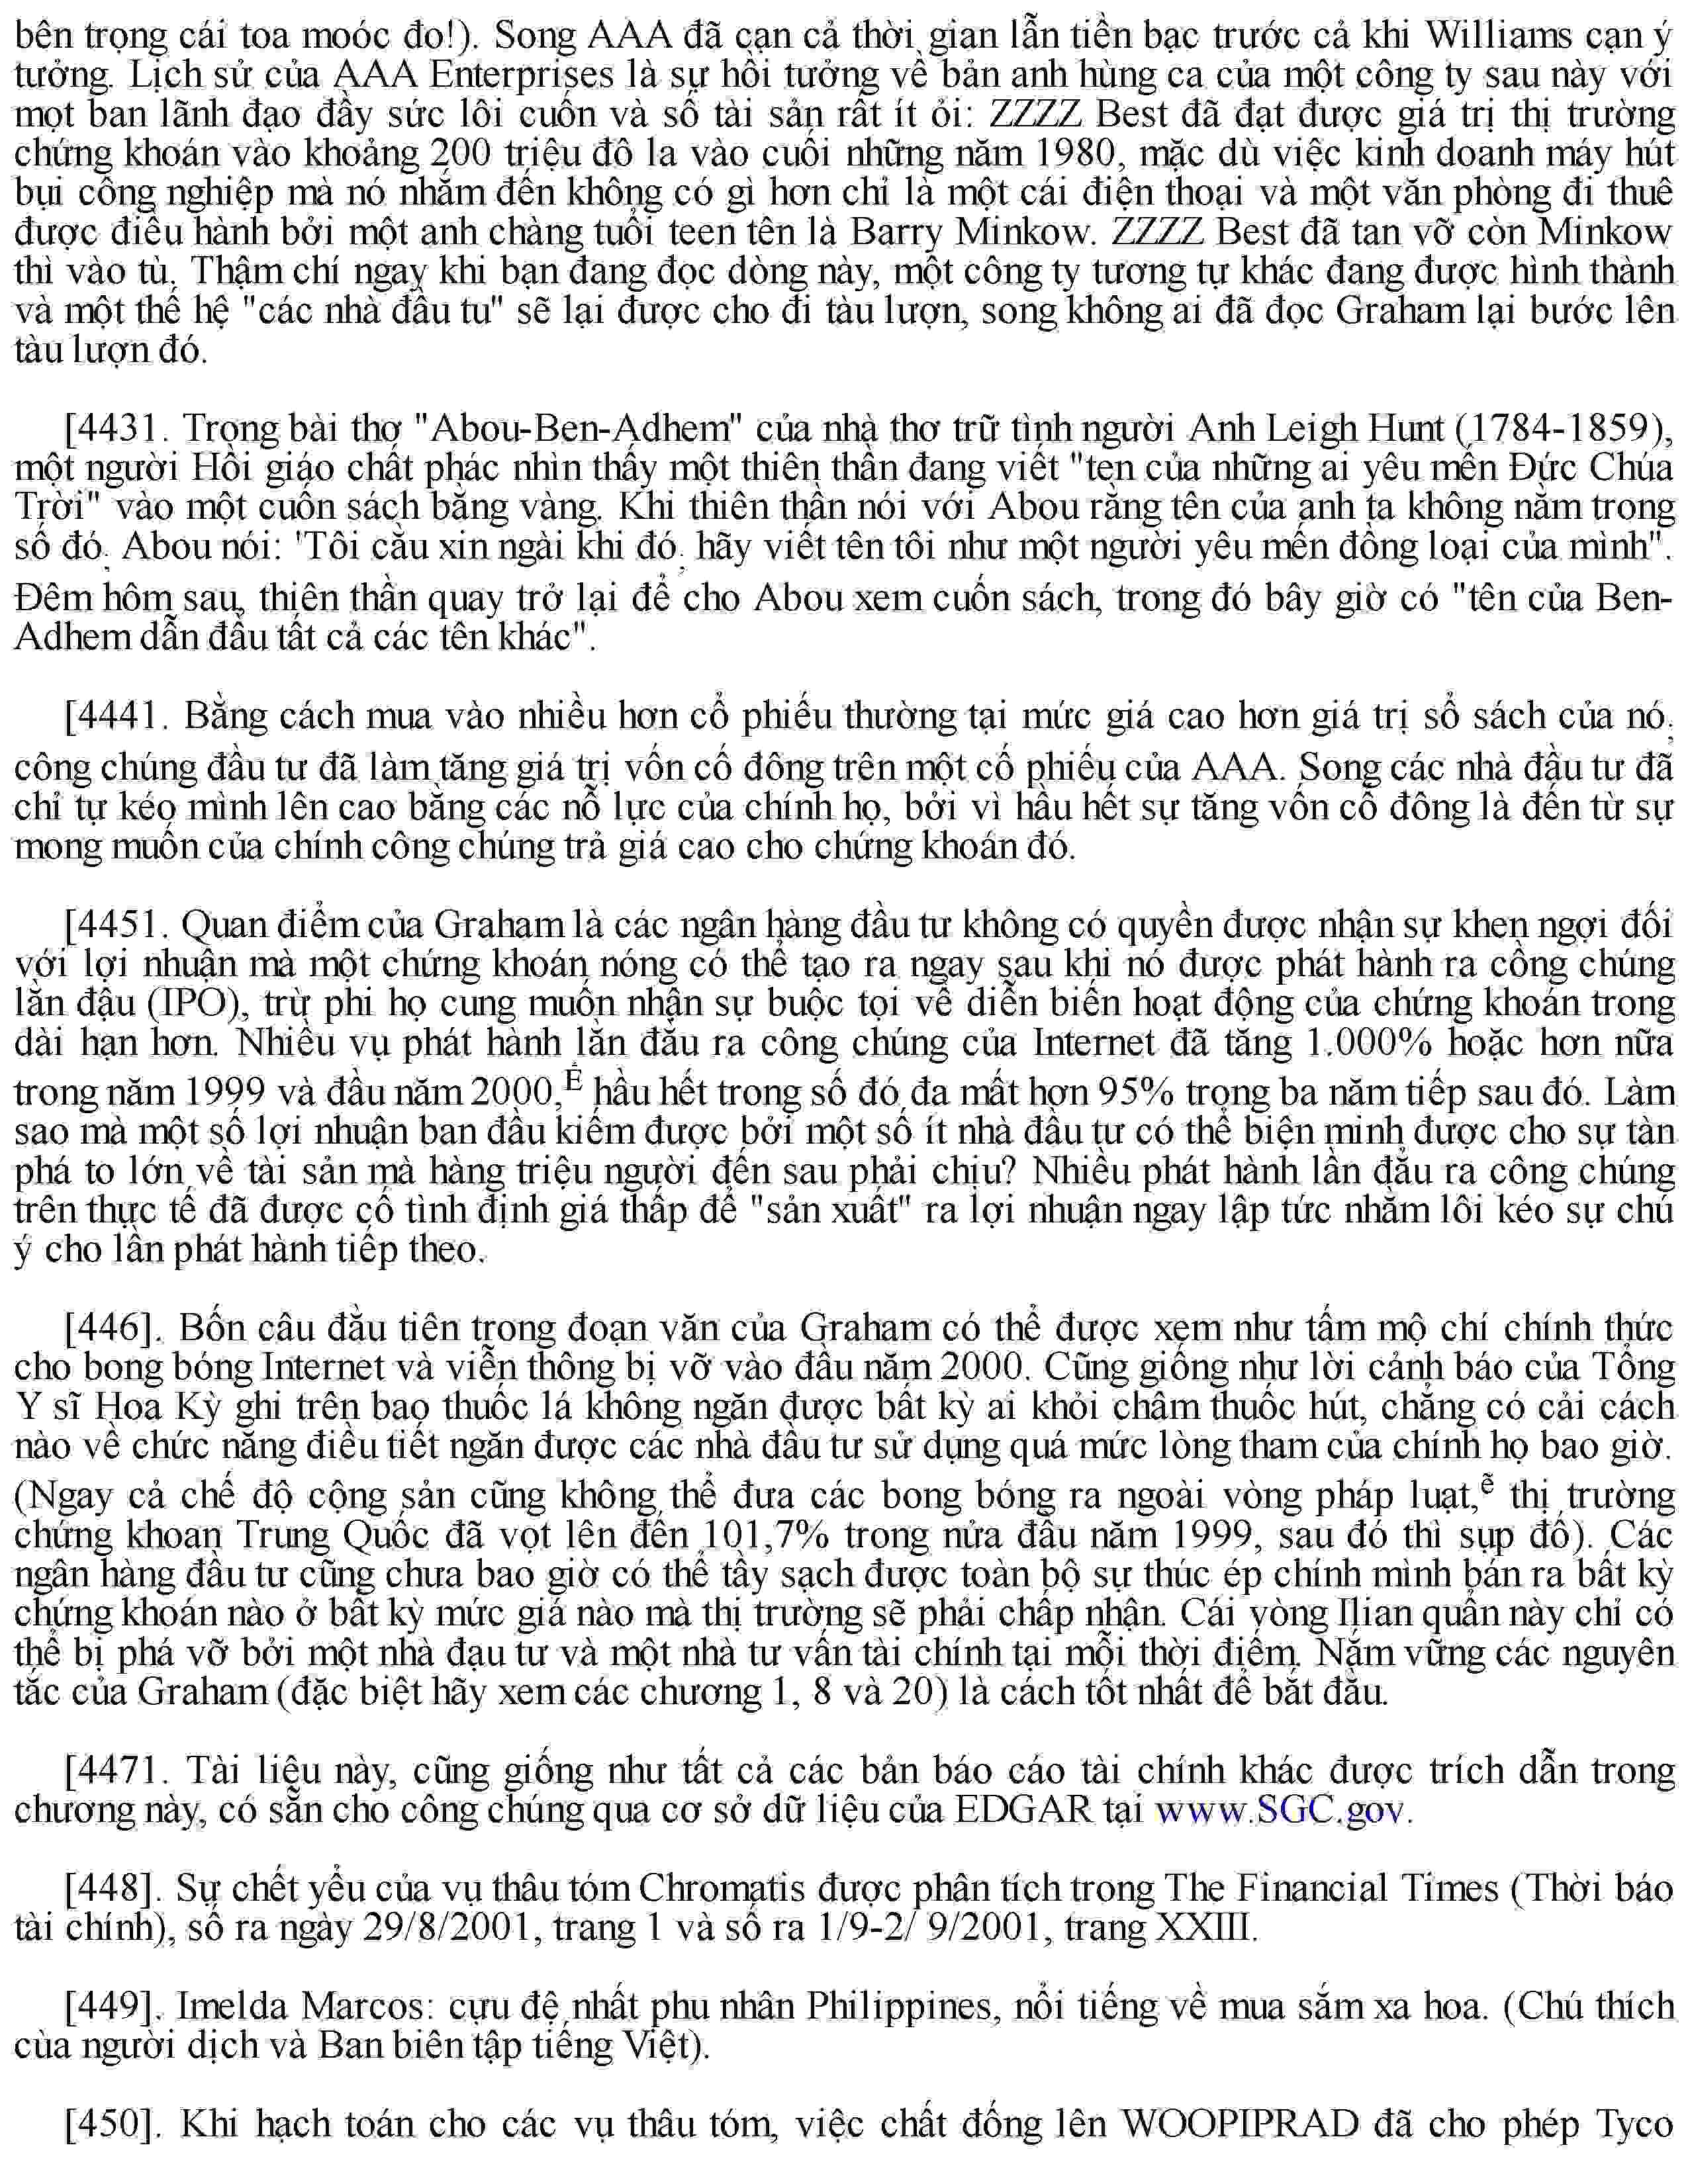 bên trọng cái toa moóc đo!). Song AAA đã cạn cả thời gian lẫn tiền bạc trước cả khi Williams cạn ý
tưởng. Lịch sử của AAA Enterprises là sự hồi tưởng về bản anh hùng ca của một công ty sau này với
mọt ban lãnh đạo đầy sức lôi cuốn và số tài sản rất ít ỏi: ZZZZ Best đã đạt được giá trị thị trường
chứng khoán vào khoảng 200 triệu đô la vào cuối những năm 1980, mặc dù việc kinh doanh máy hút
bụi công nghiệp mà nó nhắm đến không có gì hơn chỉ là một cái điện thoại và một văn phòng đi thuê
được điều hành bởi một anh chàng tuổi teen tên là Barry Minkow. ZZZZ Best đã tan vỡ còn Minkow
thì vào tù. Thậm chí ngay khi bạn đang đọc dòng này, một công ty tương tự khác đang được hình thành
và một thế hệ "các nhà đầu tu" sẽ lại được cho đi tàu lượn, song không ai đã đọc Graham lại bước lên
tàu lượn đó.
[4431. Trong bài thơ "Abou-Ben-Adhem" của nhà thơ trữ tình người Anh Leigh Hunt (1784-1859),
một người Hồi giáo chất phác nhìn thấy một thiên thần đang viết "ten của những ai yêu mến Đức Chúa
Trời" vào một cuốn sách bằng vàng. Khi thiên thần nói với Abou rằng tên của anh ta không nằm trong
số đó. Abou nói: 'Tôi cầu xin ngài khi đó, hãy viết tên tôi như một người yêu mến đồng loại của mình".
Đêm hôm sau, thiên thần quay trở lại để cho Abou xem cuốn sách, trong đó bây giờ có "tên của Ben-
Adhem dẫn đầu tất cả các tên khác".
[4441. Bằng cách mua vào nhiều hơn cổ phiếu thường tại mức giá cao hơn giá trị sổ sách của nó,
công chúng đầu tư đã làm tăng giá trị vốn cổ đông trên một cổ phiếu của AAA. Song các nhà đầu tư đã
chỉ tự kéo mình lên cao bằng các nỗ lực của chính họ, bởi vì hầu hết sự tăng vốn cổ đông là đến từ sự
mong muốn của chính công chúng trả giá cao cho chứng khoán đó.
[4451. Quan điểm của Graham là các ngân hàng đầu tư không có quyền được nhận sự khen ngợi đối
với lợi nhuận mà một chứng khoán nóng có thể tạo ra ngay sau khi nó được phát hành ra công chúng
lần đậu (IPO), trừ phi họ cung muốn nhận sự buộc tọi về diễn biến hoạt động của chứng khoán trong
dài hạn hơn. Nhiều vụ phát hành lần đầu ra công chúng của Internet đã tăng 1.000% hoặc hơn nữa
trong năm 1999 và đầu năm 2000,É hầu hết trong số đó đa mất hơn 95% trong ba năm tiếp sau đó. Làm
sao mà một số lợi nhuận ban đầu kiếm được bởi một số ít nhà đầu tư có thể biện minh được cho sự tàn
phá to lớn về tài sản mà hàng triệu người đến sau phải chịu? Nhiều phát hành lần đầu ra công chúng
trên thực tế đã được cố tình định giá thấp để "sản xuất" ra lợi nhuận ngay lập tức nhằm lôi kéo sự chú
ý cho lần phát hành tiếp theo.
[446]. Bốn câu đầu tiên trong đoạn văn của Graham có thể được xem như tấm mộ chí chính thức
cho bong bóng Internet và viễn thông bị vỡ vào đầu năm 2000. Cũng giống như lời cảnh báo của Tổng
Y sĩ Hoa Kỳ ghi trên bao thuốc lá không ngăn được bất kỳ ai khỏi châm thuốc hút, chẳng có cải cách
nào về chức năng điều tiết ngăn được các nhà đầu tư sử dụng quá mức lòng tham của chính họ bao giờ.
(Ngay cả chế độ cộng sản cũng không thể đưa các bong bóng ra ngoài vòng pháp luật,ễ thị trường
chứng khoan Trung Quốc đã vọt lên đến 101,7% trong nửa đầu năm 1999, sau đó thì sụp đổ). Các
ngân hàng đầu tư cũng chưa bao giờ có thể tầy sạch được toàn bộ sự thúc ép chính mình bán ra bất kỳ
chứng khoán nào ở bất kỳ mức giá nào mà thị trường sẽ phải chấp nhận. Cái vòng Ilian quẩn này chỉ có
thể bị phá vỡ bởi một nhà đạu tư và một nhà tư vấn tài chính tại mỗi thời điểm. Nắm vững các nguyên
tắc của Graham (đặc biệt hãy xem các chương 1, 8 và 20) là cách tốt nhất để bắt đầu.
[4471. Tài liệu này, cũng giống như tất cả các bản báo cáo tài chính khác được trích dẫn trong
chương này, có sẵn cho công chúng qua cơ sở dữ liệu của EDGAR tại www.SGC.gov.
[448]. Sự chết yểu của vụ thâu tóm Chromatis được phân tích trong The Financial Times (Thời báo
tài chính), số ra ngày 29/8/2001, trang 1 và số ra 1/9-2/ 9/2001, trang XXIII.
[449]. Imelda Marcos: cựu đệ nhất phu nhân Philippines, nổi tiếng về mua sắm xa hoa. (Chú thích
của người dịch và Ban biên tập tiếng Việt).
[450]. Khi hạch toán cho các vụ thâu tóm, việc chất đống lên WOOPIPRAD đã cho phép Tyco